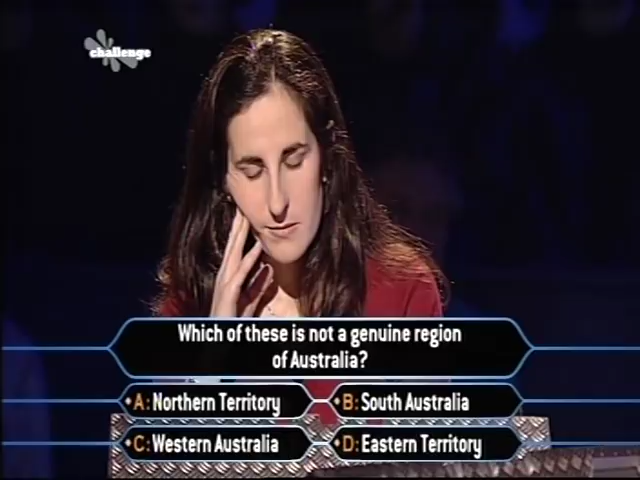 challenge
Which of these is not a genuine region
of Australia?
A: Northern Territory
B: South Australia
C: Western Australia
D: Eastern Territory